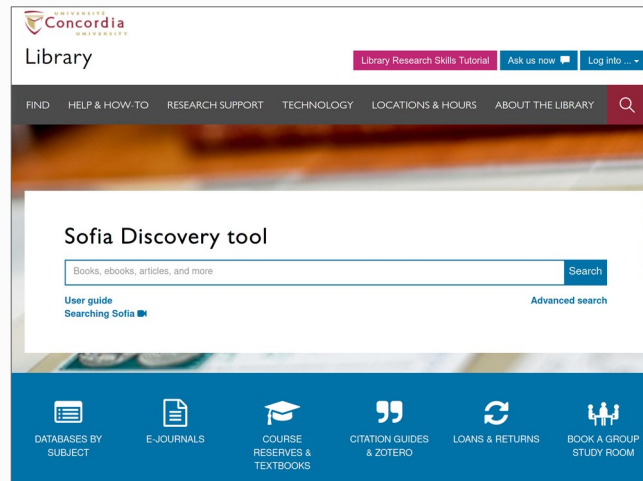 UNIVERSITÉ
Concordia
UNIVERSITY
Library
Library Research Skills Tutorial
Ask us now
Log into ...
FIND
HELP & HOW-TO
RESEARCH SUPPORT
TECHNOLOGY
LOCATIONS & HOURS
ABOUT THE LIBRARY
Sofia Discovery tool
Books, ebooks, articles, and more
Search
User guide
Advanced search
Searching Sofia
DATABASES BY
SUBJECT
E-JOURNALS
COURSE
RESERVES &
TEXTBOOKS
CITATION GUIDES
& ZOTERO
LOANS & RETURNS
BOOK A GROUP
STUDY ROOM